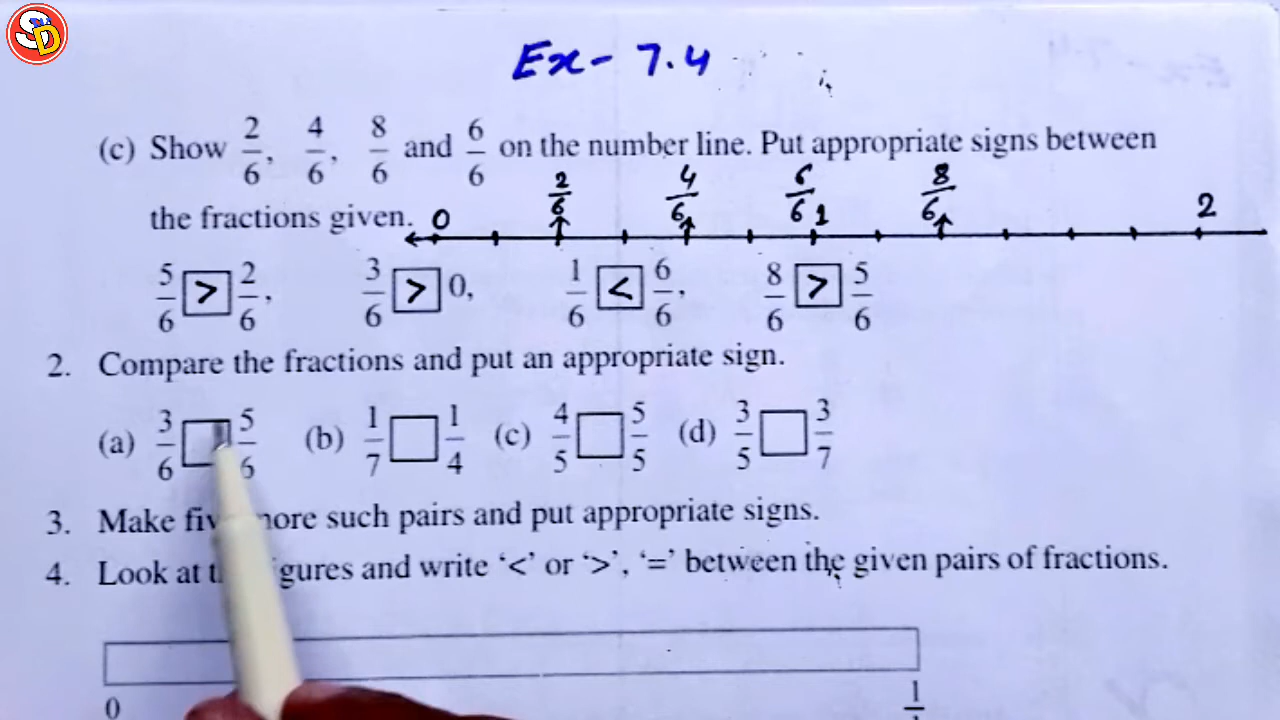 SD
Ex- 7.4
(c) Show 2/6, 4/6, 8/6 and 6/6 on the number line. Put appropriate signs between
the fractions given.
0 2/6 4/6 6/6 1 8/6 2
5/6 > 2/6, 3/6 > 0, 1/6 < 6/6, 8/6 > 5/6
2. Compare the fractions and put an appropriate sign.
(a) 3/6 □ 5/6 (b) 1/7 □ 1/4 (c) 4/5 □ 5/5 (d) 3/5 □ 3/7
3. Make five more such pairs and put appropriate signs.
4. Look at the figures and write ‘<’ or ‘>’, ‘=’ between the given pairs of fractions.
0 1/1